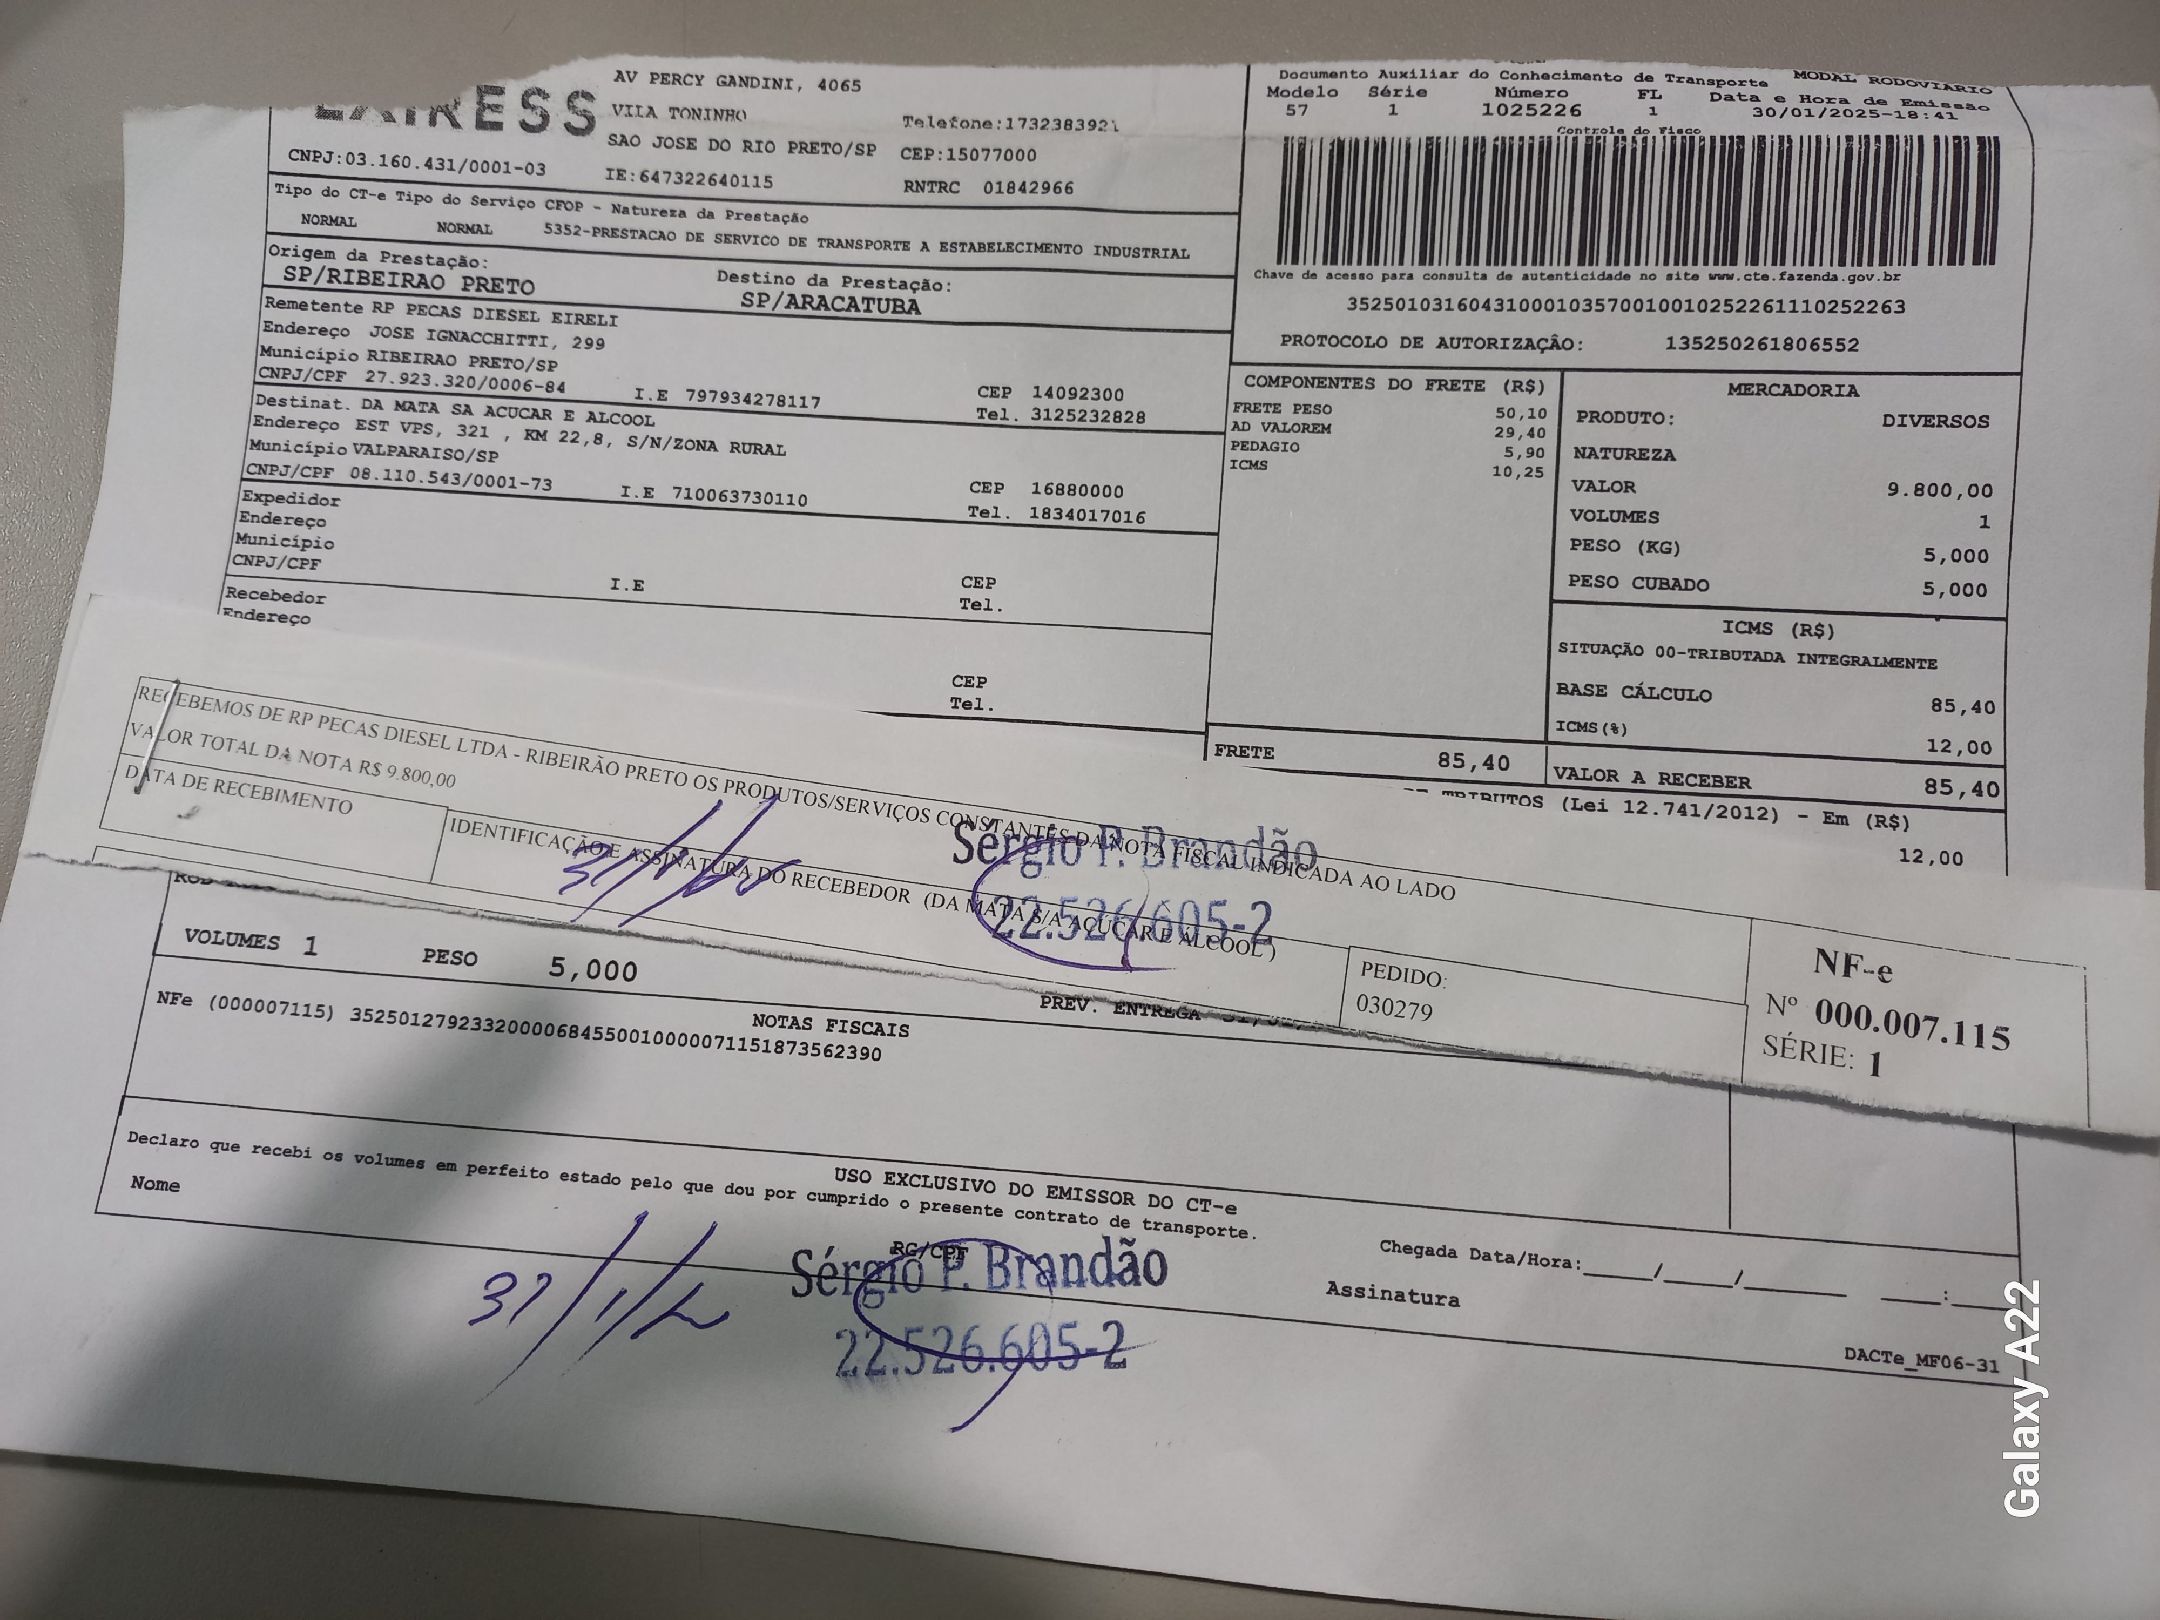 AV PERCY GANDINI, 4065
VILA TONINHO
Telefone:1732383921
SAO JOSE DO RIO PRETO/SP CEP:15077000
CNPJ:03.160.431/0001-03 IE:647322640115 RNTRC 01842966
Tipo do CT-e Tipo do Serviço CFOP - Natureza da Prestação
NORMAL NORMAL 5352-PRESTACAO DE SERVICO DE TRANSPORTE A ESTABELECIMENTO INDUSTRIAL
Origem da Prestação: Destino da Prestação:
SP/RIBEIRAO PRETO SP/ARACATUBA
Remetente RP PECAS DIESEL EIRELI
Endereço JOSE IGNACCHITTI, 299
Município RIBEIRAO PRETO/SP CEP 14092300
CNPJ/CPF 27.923.320/0006-84 I.E 797934278117 Tel. 3125232828
Destinat. DA MATA SA ACUCAR E ALCOOL
Endereço EST VPS, 321 , KM 22,8, S/N/ZONA RURAL
Município VALPARAISO/SP CEP 16880000
CNPJ/CPF 08.110.543/0001-73 I.E 710063730110 Tel. 1834017016
Expedidor
Endereço
Município CEP
CNPJ/CPF I.E Tel.
Recebedor
Endereço
CEP
Tel.
Documento Auxiliar do Conhecimento de Transporte MODAL RODOVIARIO
Modelo Série Número FL Data e Hora de Emissão
57 1 1025226 1 30/01/2025-18:41
Controle do Fisco
Chave de acesso para consulta de autenticidade no site www.cte.fazenda.gov.br
35250103160431000103570010010252261110252263
PROTOCOLO DE AUTORIZAÇÃO: 135250261806552
COMPONENTES DO FRETE (R$)
FRETE PESO 50,10
AD VALOREM 29,40
PEDAGIO 5,90
ICMS 10,25
FRETE 85,40
MERCADORIA
PRODUTO: DIVERSOS
NATUREZA
VALOR 9.800,00
VOLUMES 1
PESO (KG) 5,000
PESO CUBADO 5,000
ICMS (R$)
SITUAÇÃO 00-TRIBUTADA INTEGRALMENTE
BASE CÁLCULO 85,40
ICMS(%) 12,00
VALOR A RECEBER 85,40
TRIBUTOS (Lei 12.741/2012) - Em (R$)
12,00
RECEBEMOS DE RP PECAS DIESEL LTDA - RIBEIRÃO PRETO OS PRODUTOS/SERVIÇOS CONSTANTES DA NOTA FISCAL INDICADA AO LADO
VALOR TOTAL DA NOTA R$ 9.800,00
DATA DE RECEBIMENTO
IDENTIFICAÇÃO E ASSINATURA DO RECEBEDOR (DA MATA S/A AÇUCAR E ALCOOL )
Sérgio P. Brandão
22.526.605-2
PEDIDO:
030279
NF-e
Nº 000.007.115
SÉRIE: 1
VOLUMES 1 PESO 5,000 PREV. ENTREGA
NOTAS FISCAIS
NFe (000007115) 35250127923320000684550010000071151873562390
USO EXCLUSIVO DO EMISSOR DO CT-e
Declaro que recebi os volumes em perfeito estado pelo que dou por cumprido o presente contrato de transporte.
Nome RG/CPF Chegada Data/Hora:____/____/______ ___:____
Assinatura
31/1/
Sérgio P. Brandão
22.526.605-2
DACTe_MF06-31
Galaxy A22